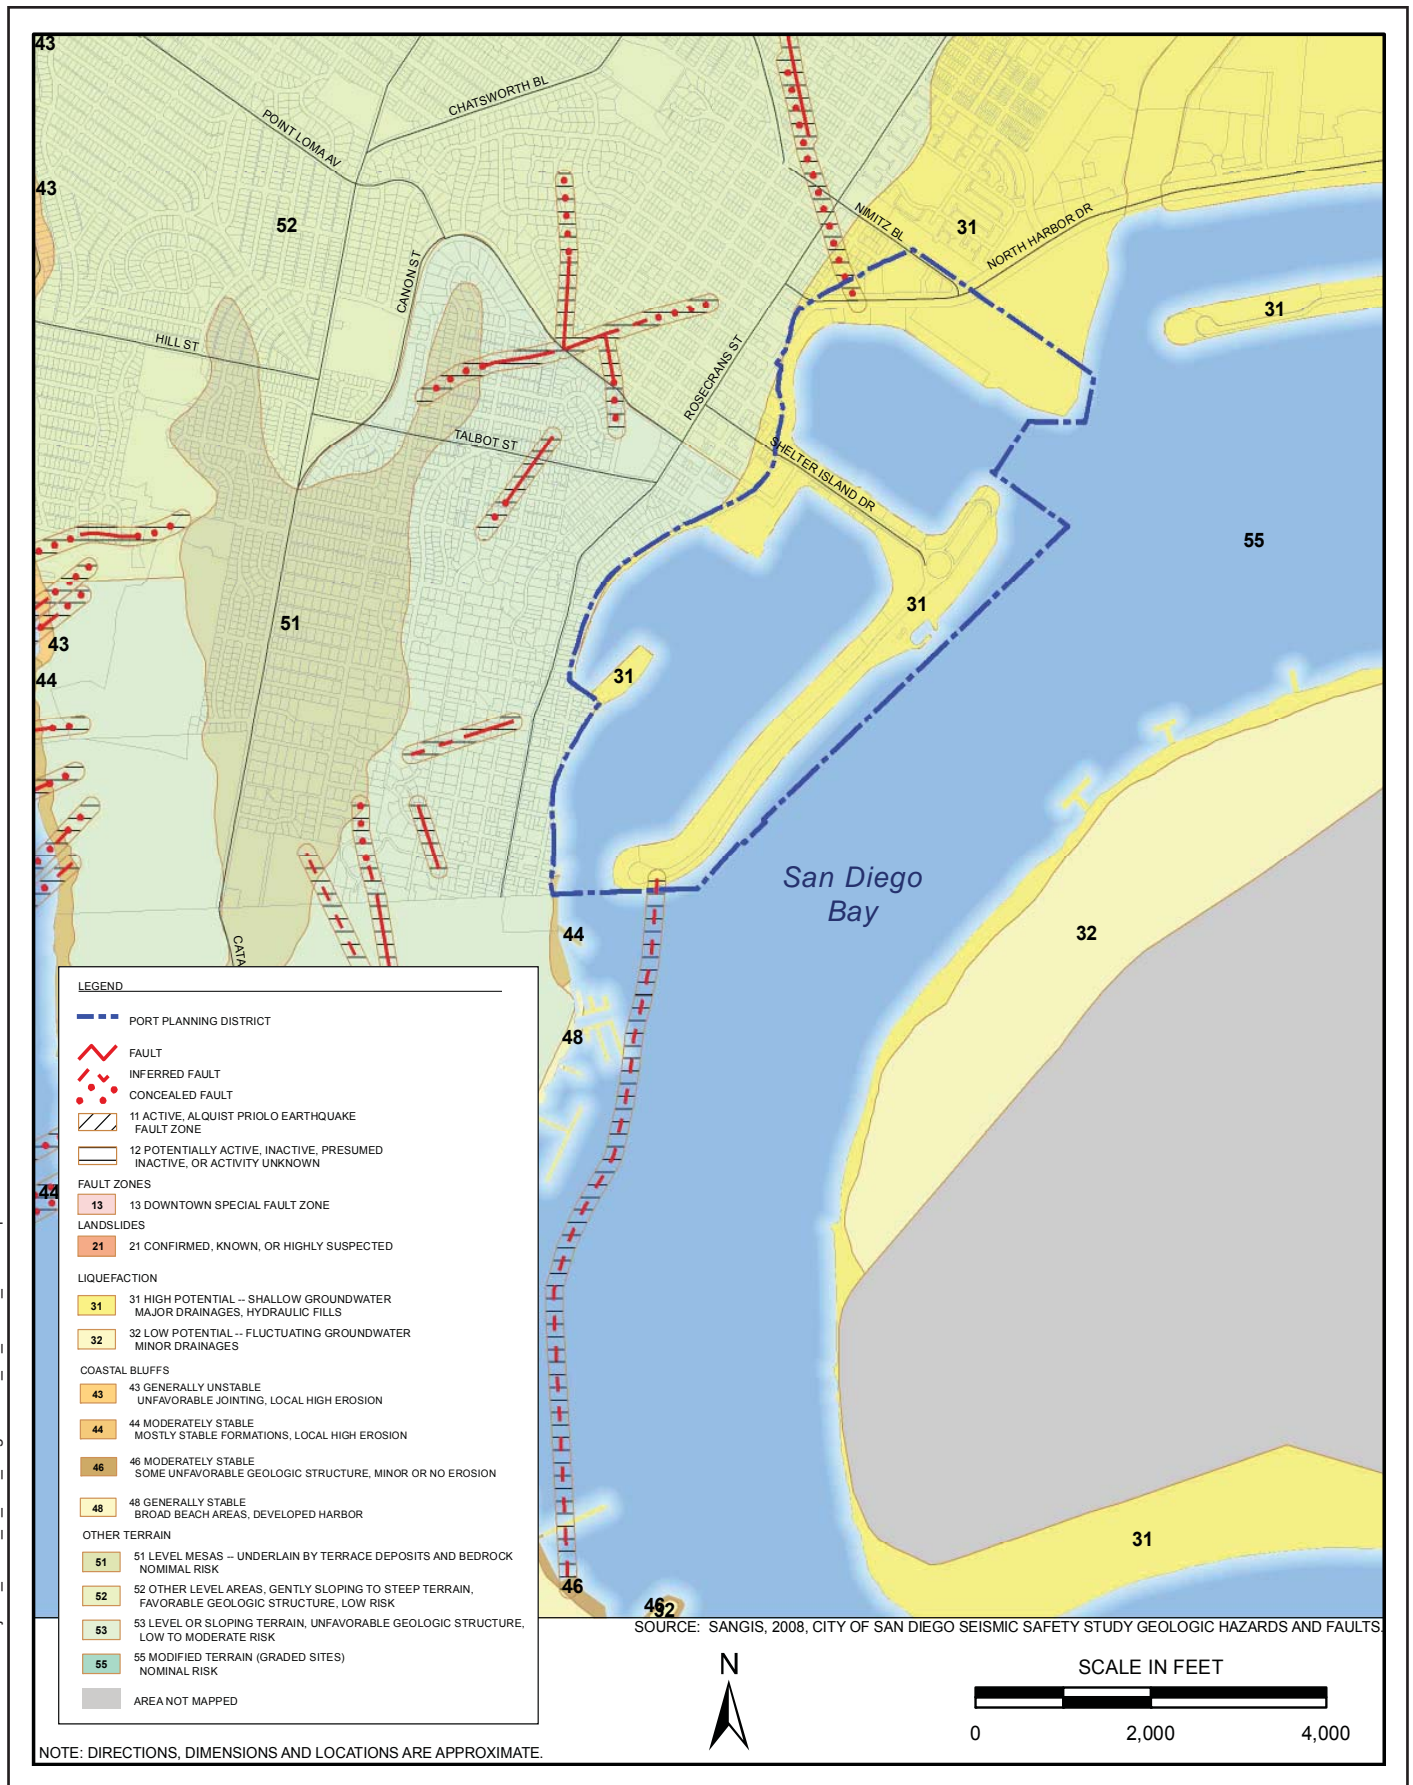 43
CHATSWORTH BL
POINT LOMA AV
43
52
NIMITZ BL
31
NORTH HARBOR DR
CANON ST
31
HILL ST
ROSECRANS ST
TALBOT ST
SHELTER ISLAND DR
55
31
51
43
31
44
San Diego
Bay
32
44
CATA
48
44
31
46
46
32
LEGEND
PORT PLANNING DISTRICT
FAULT
INFERRED FAULT
CONCEALED FAULT
11 ACTIVE, ALQUIST PRIOLO EARTHQUAKE
FAULT ZONE
12 POTENTIALLY ACTIVE, INACTIVE, PRESUMED
INACTIVE, OR ACTIVITY UNKNOWN
FAULT ZONES
13 13 DOWNTOWN SPECIAL FAULT ZONE
LANDSLIDES
21 21 CONFIRMED, KNOWN, OR HIGHLY SUSPECTED
LIQUEFACTION
31 31 HIGH POTENTIAL -- SHALLOW GROUNDWATER
MAJOR DRAINAGES, HYDRAULIC FILLS
32 32 LOW POTENTIAL -- FLUCTUATING GROUNDWATER
MINOR DRAINAGES
COASTAL BLUFFS
43 43 GENERALLY UNSTABLE
UNFAVORABLE JOINTING, LOCAL HIGH EROSION
44 44 MODERATELY STABLE
MOSTLY STABLE FORMATIONS, LOCAL HIGH EROSION
46 46 MODERATELY STABLE
SOME UNFAVORABLE GEOLOGIC STRUCTURE, MINOR OR NO EROSION
48 48 GENERALLY STABLE
BROAD BEACH AREAS, DEVELOPED HARBOR
OTHER TERRAIN
51 51 LEVEL MESAS -- UNDERLAIN BY TERRACE DEPOSITS AND BEDROCK
NOMIMAL RISK
52 52 OTHER LEVEL AREAS, GENTLY SLOPING TO STEEP TERRAIN,
FAVORABLE GEOLOGIC STRUCTURE, LOW RISK
53 53 LEVEL OR SLOPING TERRAIN, UNFAVORABLE GEOLOGIC STRUCTURE,
LOW TO MODERATE RISK
55 55 MODIFIED TERRAIN (GRADED SITES)
NOMINAL RISK
AREA NOT MAPPED
NOTE: DIRECTIONS, DIMENSIONS AND LOCATIONS ARE APPROXIMATE.
SOURCE: SANGIS, 2008, CITY OF SAN DIEGO SEISMIC SAFETY STUDY GEOLOGIC HAZARDS AND FAULTS.
N
SCALE IN FEET
0 2,000 4,000